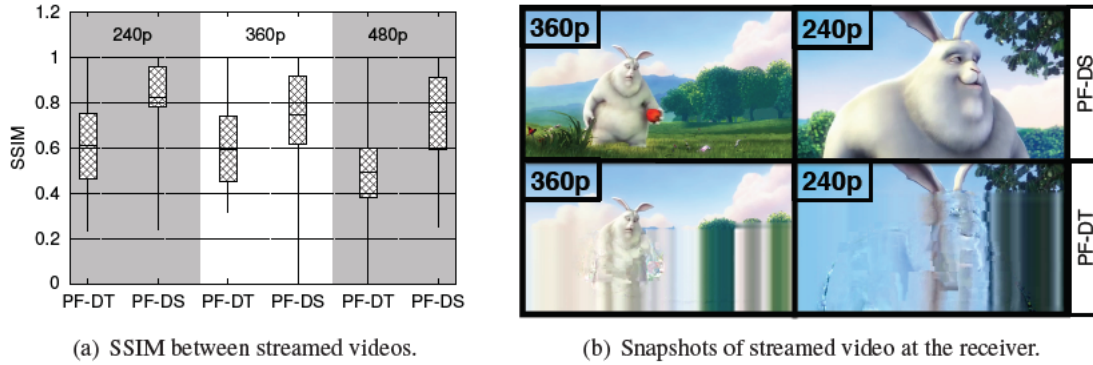 1.2
1
0.8
0.6
0.4
0.2
0
SSIM
240p
360p
480p
PF-DT PF-DS PF-DT PF-DS PF-DT PF-DS
(a) SSIM between streamed videos.
360p
240p
PF-DS
360p
240p
PF-DT
(b) Snapshots of streamed video at the receiver.